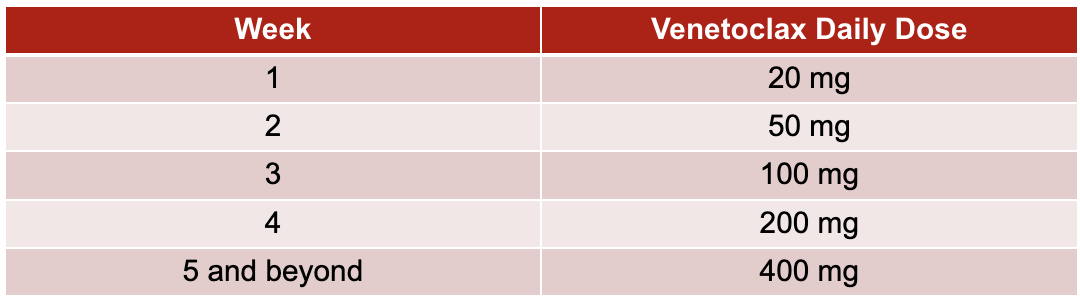 Week Venetoclax Daily Dose
1 20 mg
2 50 mg
3 100 mg
4 200 mg
5 and beyond 400 mg